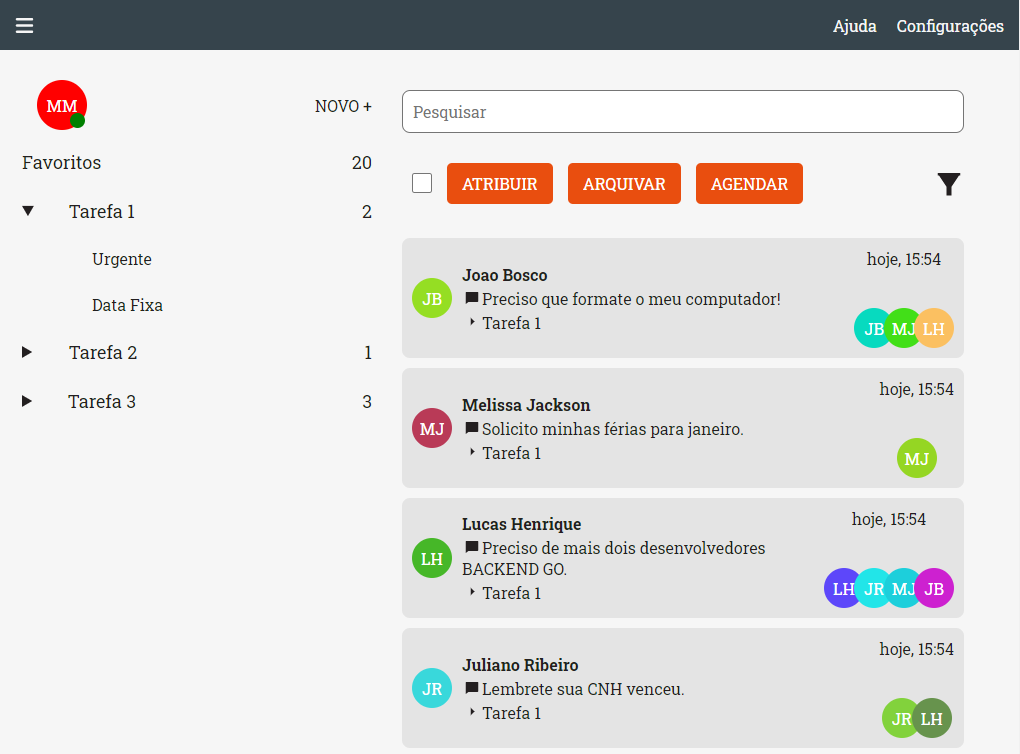 Ajuda Configurações
MM NOVO +
Favoritos 20
Tarefa 1 2
Urgente
Data Fixa
Tarefa 2 1
Tarefa 3 3
Pesquisar
ATRIBUIR ARQUIVAR AGENDAR
hoje, 15:54
Joao Bosco
JB
Preciso que formate o meu computador!
Tarefa 1
JB MJ LH
hoje, 15:54
Melissa Jackson
MJ
Solicito minhas férias para janeiro.
Tarefa 1
MJ
hoje, 15:54
Lucas Henrique
LH
Preciso de mais dois desenvolvedores
BACKEND GO.
Tarefa 1
LH JR MJ JB
hoje, 15:54
Juliano Ribeiro
JR
Lembrete sua CNH venceu.
Tarefa 1
JR LH